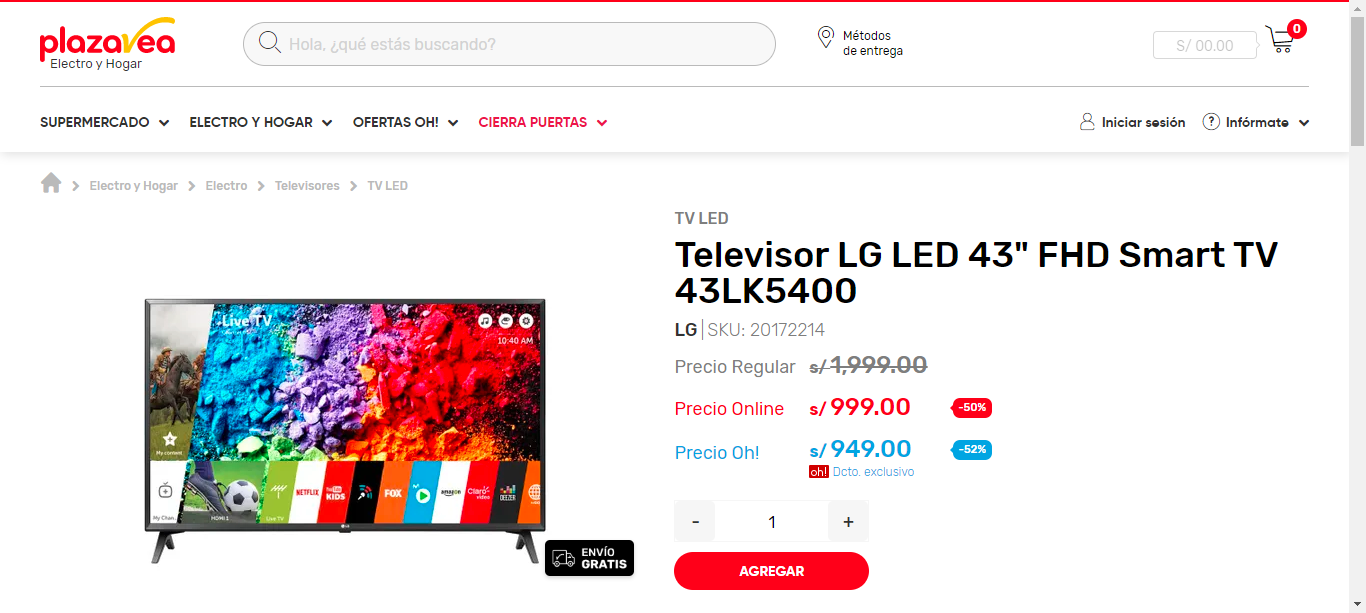 plazavea
Electro y Hogar
Hola, ¿qué estás buscando?
Métodos
de entrega
S/ 00.00
0
SUPERMERCADO
ELECTRO Y HOGAR
OFERTAS OH!
CIERRA PUERTAS
Iniciar sesión
? Infórmate
Electro y Hogar
Electro
Televisores
TV LED
Live TV
10:40 AM
My content
My Chan
HDMI 1
Live TV
NETFLIX
YouTube
KIDS
FOX
amazon
Claro
video
DEEZER
LG
ENVÍO
GRATIS
TV LED
Televisor LG LED 43" FHD Smart TV
43LK5400
LG | SKU: 20172214
Precio Regular s/ 1,999.00
Precio Online s/ 999.00 -50%
Precio Oh! s/ 949.00 -52%
oh! Dcto. exclusivo
- 1 +
AGREGAR